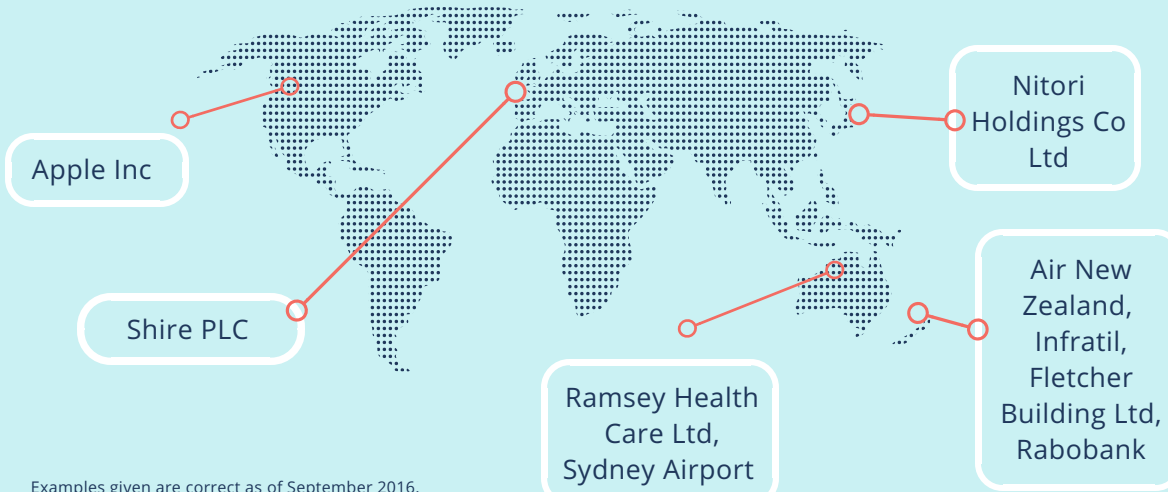 Apple Inc
Shire PLC
Nitori
Holdings Co
Ltd
Ramsey Health
Care Ltd,
Sydney Airport
Air New
Zealand,
Infratil,
Fletcher
Building Ltd,
Rabobank
Examples given are correct as of September 2016.